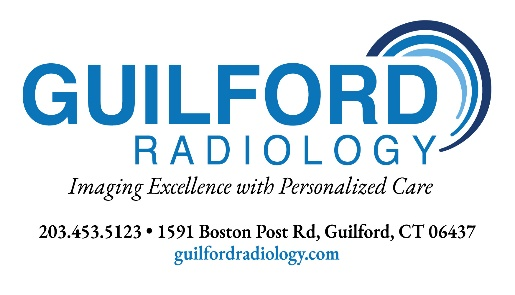 GUILFORD
RADIOLOGY
Imaging Excellence with Personalized Care
203.453.5123 • 1591 Boston Post Rd, Guilford, CT 06437
guilfordradiology.com